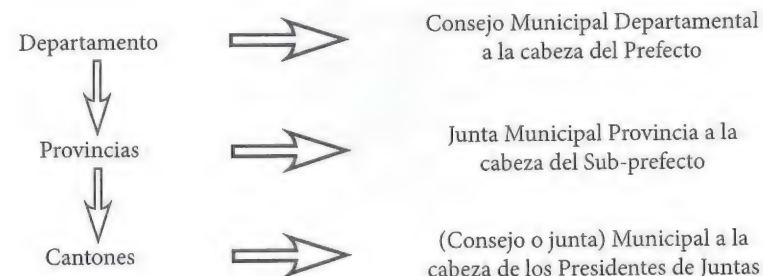 Departamento
Consejo Municipal Departamental
a la cabeza del Prefecto
Provincias
Junta Municipal Provincia a la
cabeza del Sub-prefecto
Cantones
(Consejo o junta) Municipal a la
cabeza de los Presidentes de Juntas